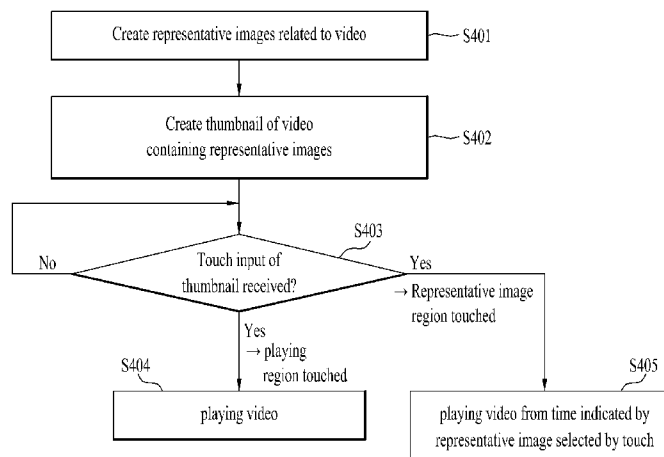 Create representative images related to video
S401
Create thumbnail of video
containing representative images
S402
S403
Touch input of
thumbnail received?
No
Yes
→ Representative image
region touched
Yes
→ playing
region touched
S404
playing video
S405
playing video from time indicated by
representative image selected by touch